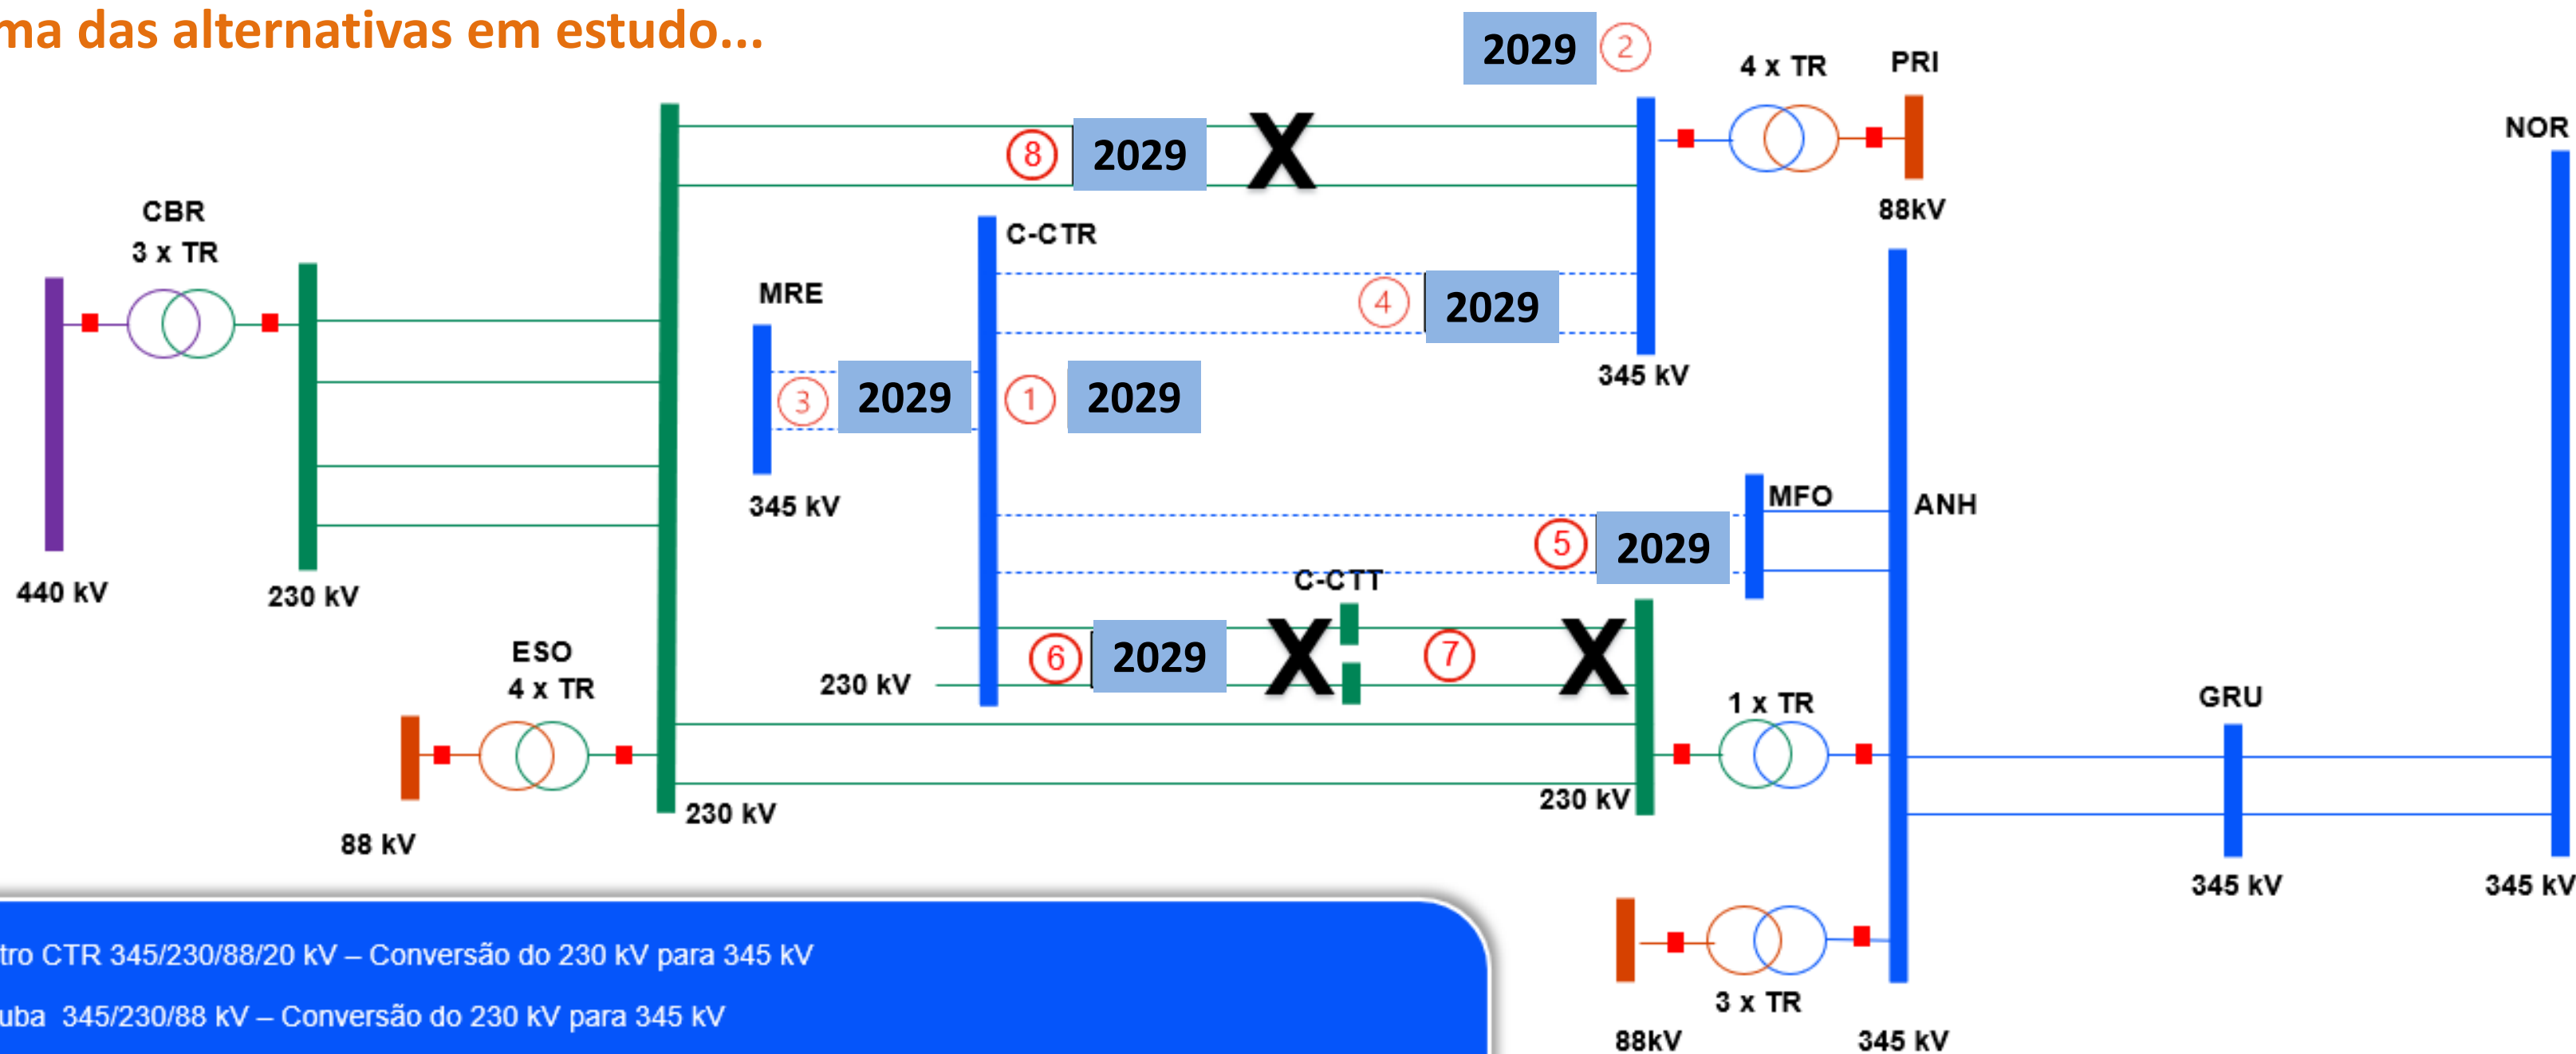 ma das alternativas em estudo...
2029 2
4 x TR
PRI
NOR
8 2029 X
88kV
CBR
3 x TR
C-CTR
MRE
4 2029
345 kV
3 2029
1 2029
345 kV
MFO
ANH
5 2029
440 kV
230 kV
C-CTT
ESO
4 x TR
6 2029 X 7 X
230 kV
1 x TR
GRU
230 kV
230 kV
88 kV
345 kV
345 kV
tro CTR 345/230/88/20 kV – Conversão do 230 kV para 345 kV
3 x TR
uba 345/230/88 kV – Conversão do 230 kV para 345 kV
88kV
345 kV